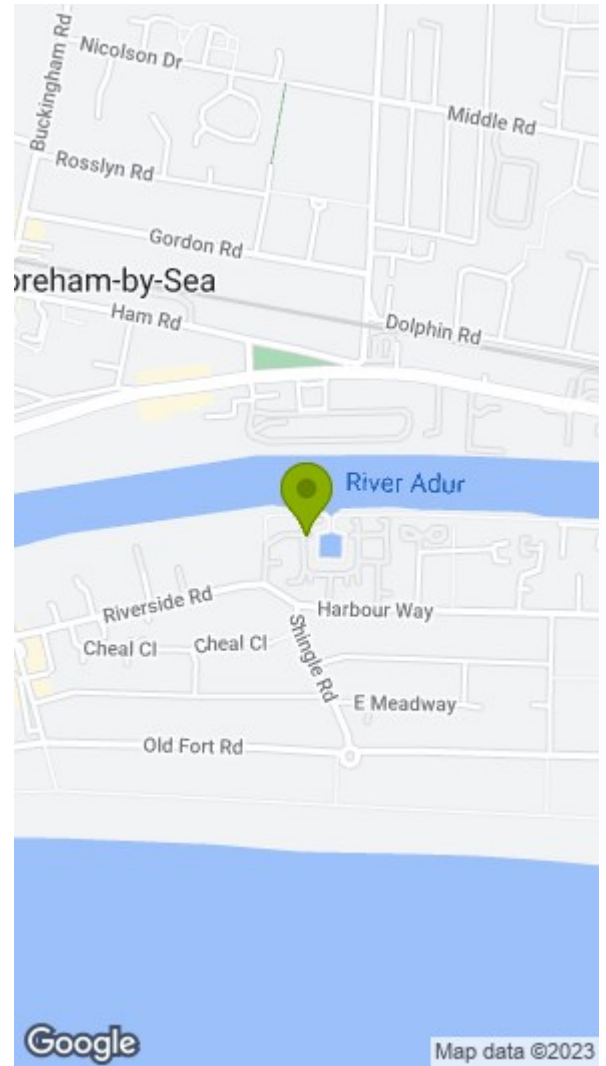 Nicolson Dr
Buckingham Rd
Middle Rd
Rosslyn Rd
Gordon Rd
oreham-by-Sea
Ham Rd
Dolphin Rd
River Adur
Riverside Rd
Harbour Way
Cheal Cl
Cheal Cl
Shingle Rd
E Meadway
Old Fort Rd
Google
Map data ©2023